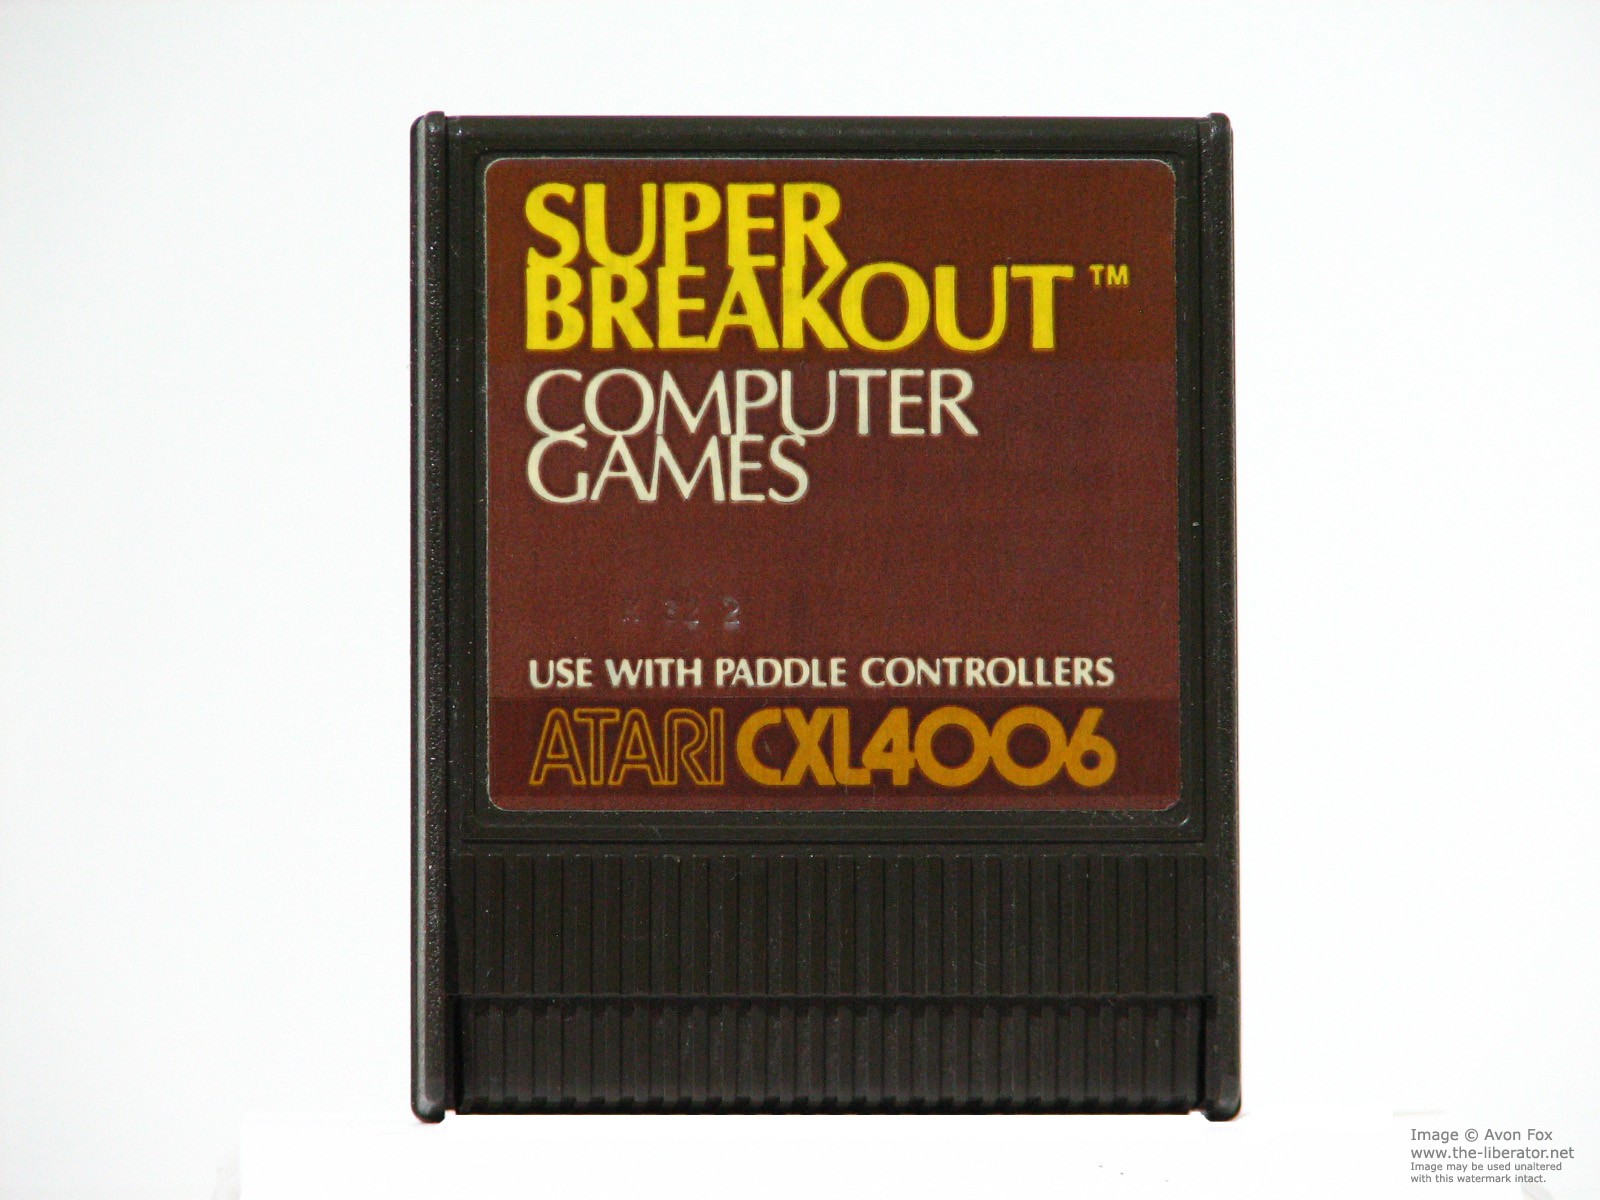 SUPER
BREAKOUT™
COMPUTER
GAMES
USE WITH PADDLE CONTROLLERS
ATARI CXL4006
Image © Avon Fox
www.the-liberator.net
Image may be used unaltered
with this watermark intact.